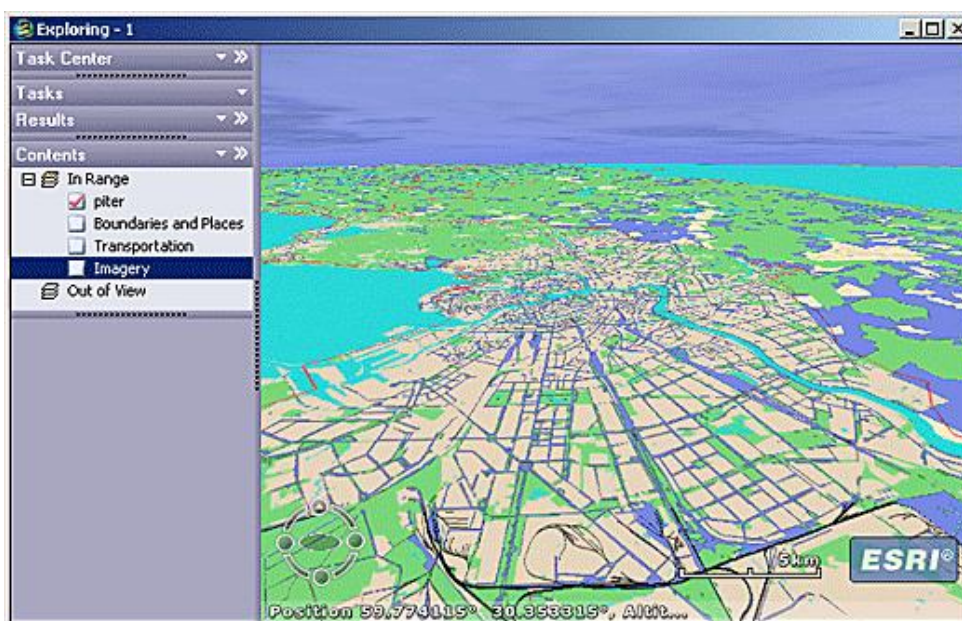 Exploring - 1
Task Center
Tasks
Results
Contents
In Range
piter
Boundaries and Places
Transportation
Imagery
Out of View
5km
ESRI®
Position 59.774115° 30.353315°, Altit...